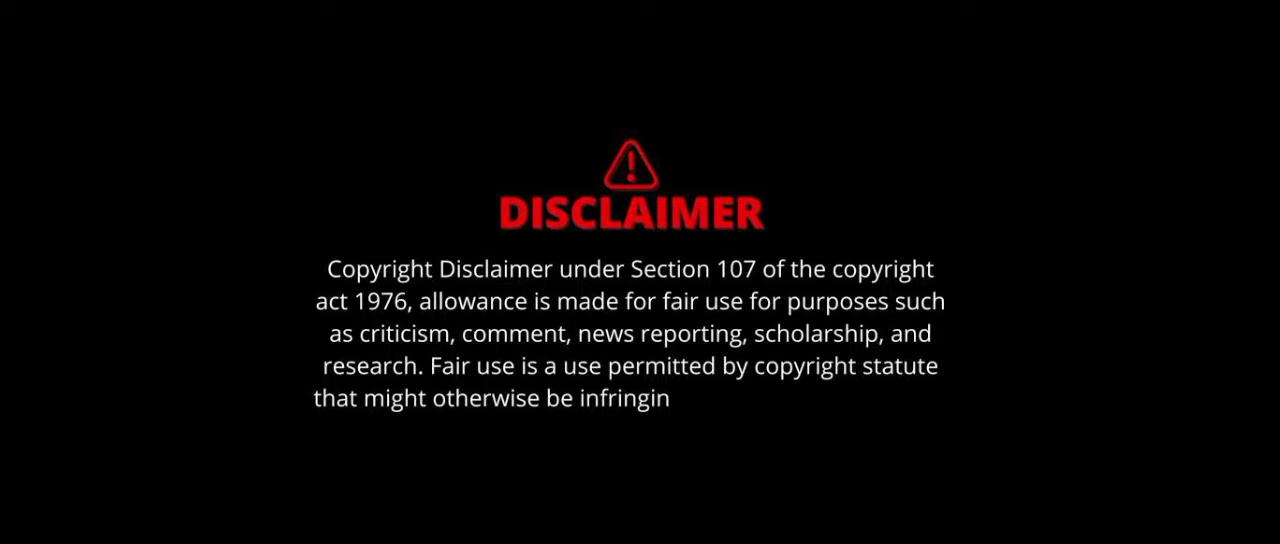 DISCLAIMER
Copyright Disclaimer under Section 107 of the copyright
act 1976, allowance is made for fair use for purposes such
as criticism, comment, news reporting, scholarship, and
research. Fair use is a use permitted by copyright statute
that might otherwise be infringin